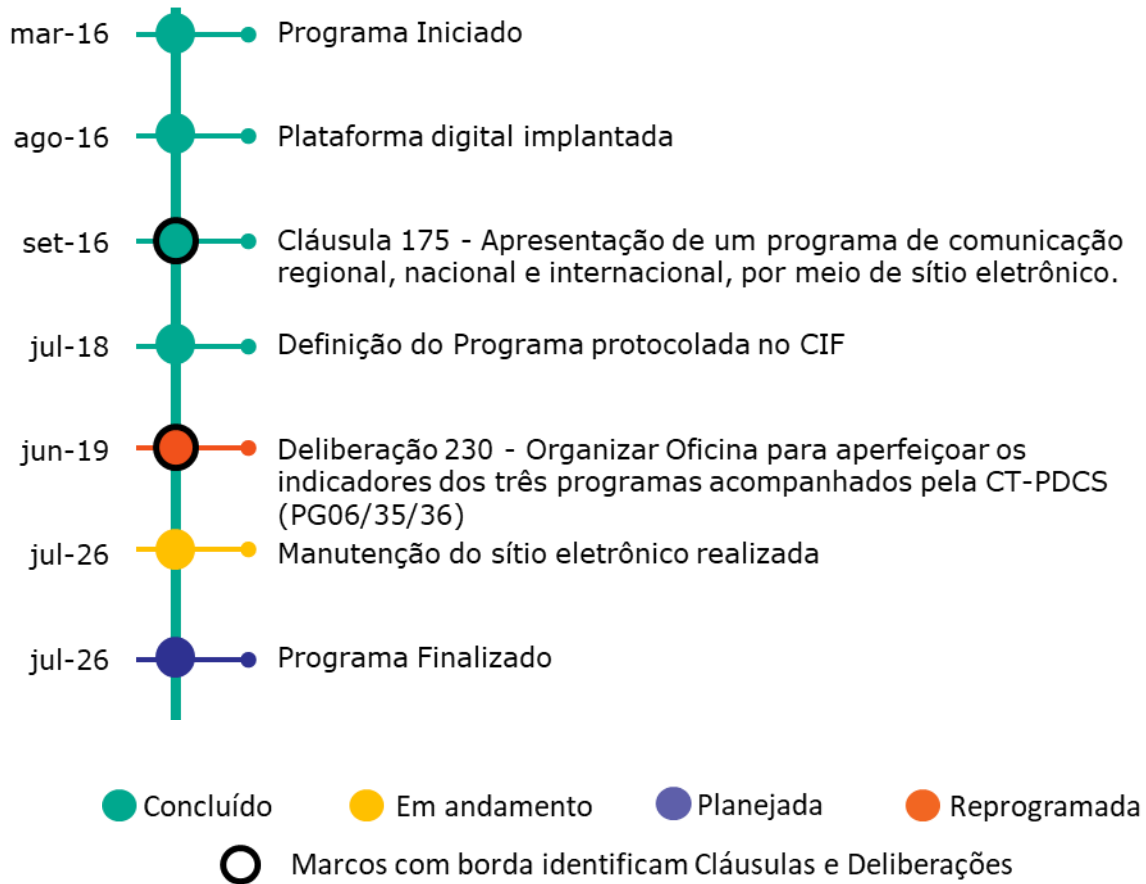 mar-16 Programa Iniciado
ago-16 Plataforma digital implantada
set-16 Cláusula 175 - Apresentação de um programa de comunicação
regional, nacional e internacional, por meio de sítio eletrônico.
jul-18 Definição do Programa protocolada no CIF
jun-19 Deliberação 230 - Organizar Oficina para aperfeiçoar os
indicadores dos três programas acompanhados pela CT-PDCS
(PG06/35/36)
jul-26 Manutenção do sítio eletrônico realizada
jul-26 Programa Finalizado
Concluído Em andamento Planejada Reprogramada
Marcos com borda identificam Cláusulas e Deliberações